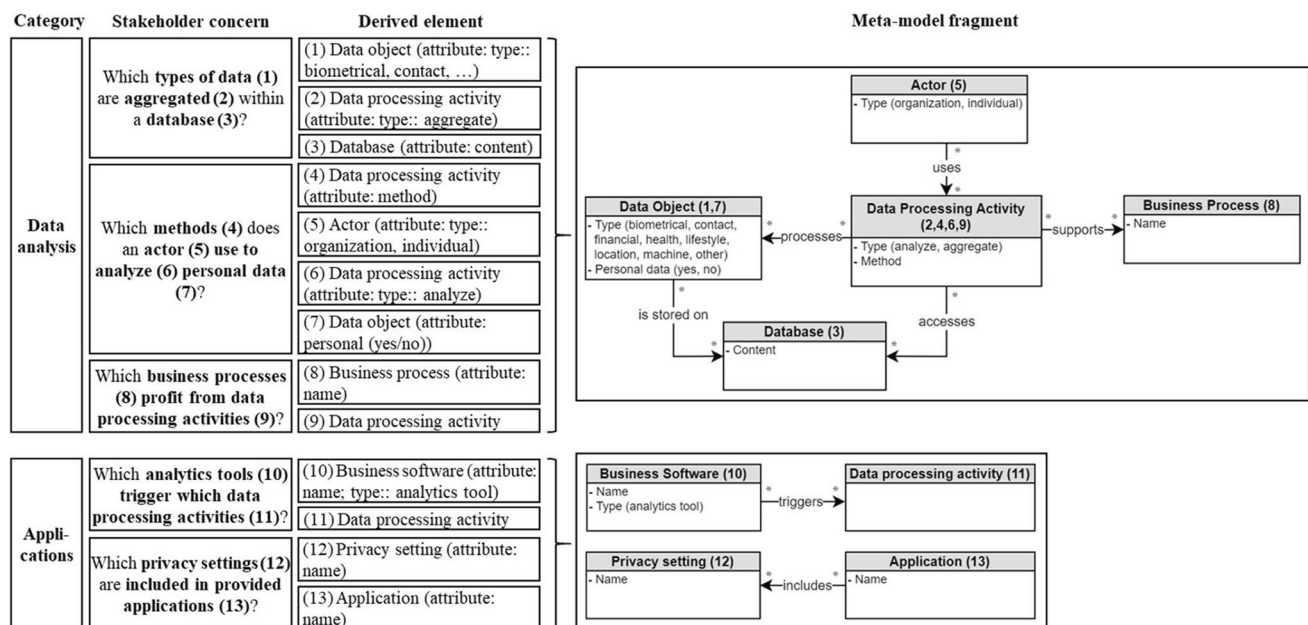 Category
Stakeholder concern
Derived element
Meta-model fragment
Data
analysis
Which types of data (1)
are aggregated (2) within
a database (3)?
(1) Data object (attribute: type::
biometrical, contact, …)
(2) Data processing activity
(attribute: type:: aggregate)
(3) Database (attribute: content)
Which methods (4) does
an actor (5) use to
analyze (6) personal data
(7)?
(4) Data processing activity
(attribute: method)
(5) Actor (attribute: type::
organization, individual)
(6) Data processing activity
(attribute: type:: analyze)
(7) Data object (attribute:
personal (yes/no))
Which business processes
(8) profit from data
processing activities (9)?
(8) Business process (attribute:
name)
(9) Data processing activity
Actor (5)
- Type (organization, individual)
*
uses
*
Data Object (1,7)
- Type (biometrical, contact,
financial, health, lifestyle,
location, machine, other)
- Personal data (yes, no)
*
processes
*
Data Processing Activity
(2,4,6,9)
- Type (analyze, aggregate)
- Method
*
supports
*
Business Process (8)
- Name
*
is stored on
*
*
accesses
*
Database (3)
- Content
Appli-
cations
Which analytics tools (10)
trigger which data
processing activities (11)?
(10) Business software (attribute:
name; type:: analytics tool)
(11) Data processing activity
Which privacy settings (12)
are included in provided
applications (13)?
(12) Privacy setting (attribute:
name)
(13) Application (attribute:
name)
Business Software (10)
- Name
- Type (analytics tool)
*
triggers
*
Data processing activity (11)
Privacy setting (12)
- Name
*
includes
*
Application (13)
- Name